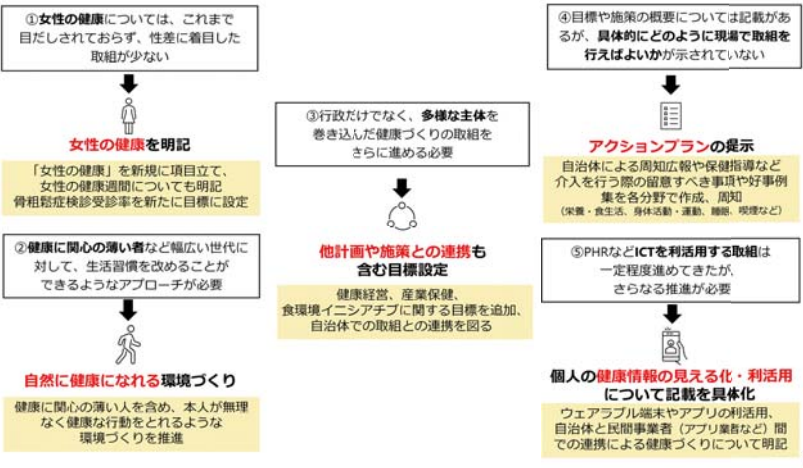 ①女性の健康については、これまで
目だしされておらず、性差に着目した
取組が少ない
女性の健康を明記
「女性の健康」を新規に項目立て、
女性の健康週間についても明記
骨粗鬆症検診受診率を新たに目標に設定
②健康に関心の薄い者など幅広い世代に
対して、生活習慣を改めることが
できるようなアプローチが必要
自然に健康になれる環境づくり
健康に関心の薄い人を含め、本人が無理
なく健康な行動をとれるような
環境づくりを推進
③行政だけでなく、多様な主体を
巻き込んだ健康づくりの取組を
さらに進める必要
他計画や施策との連携も
含む目標設定
健康経営、産業保健、
食環境イニシアチブに関する目標を追加、
自治体での取組との連携を図る
④目標や施策の概要については記載があ
るが、具体的にどのように現場で取組を
行えばよいかが示されていない
アクションプランの提示
自治体による周知広報や保健指導など
介入を行う際の留意すべき事項や好事例
集を各分野で作成、周知
(栄養・食生活、身体活動・運動、睡眠、喫煙など)
⑤PHRなどICTを利活用する取組は
一定程度進めてきたが、
さらなる推進が必要
個人の健康情報の見える化・利活用
について記載を具体化
ウェアラブル端末やアプリの利活用、
自治体と民間事業者(アプリ業者など)間
での連携による健康づくりについて明記